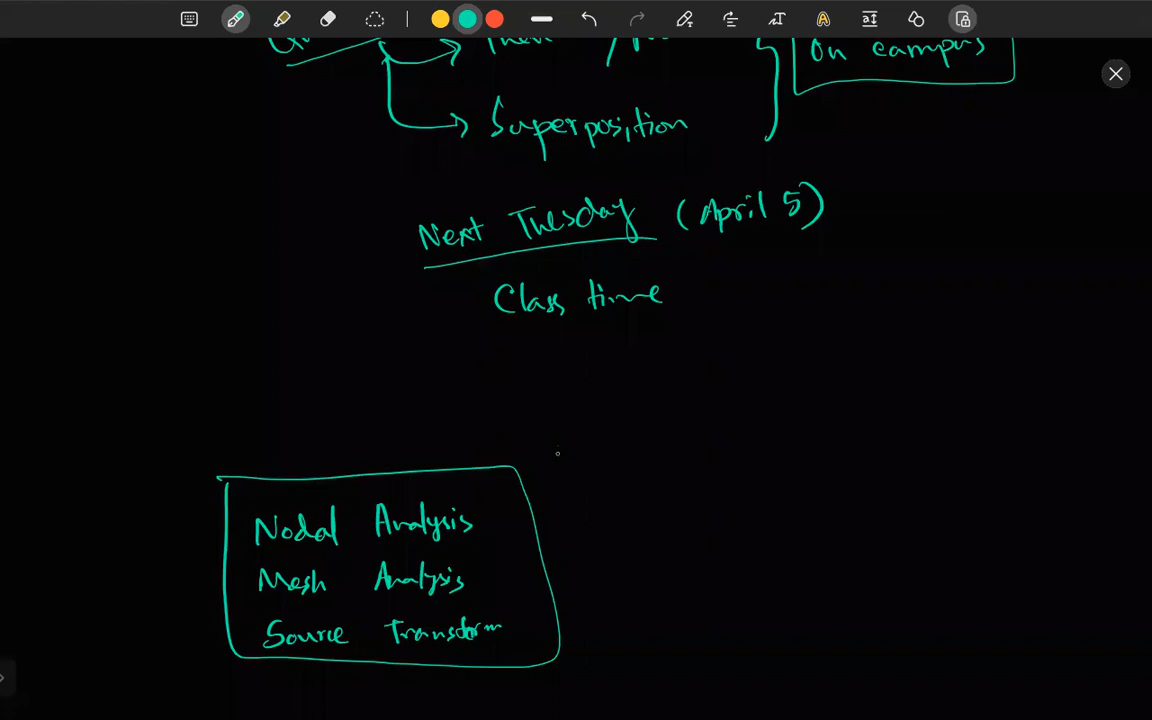 on campus
Superposition
Next Tuesday (April 5)
Class time
Nodal Analysis
Mesh Analysis
Source Transform